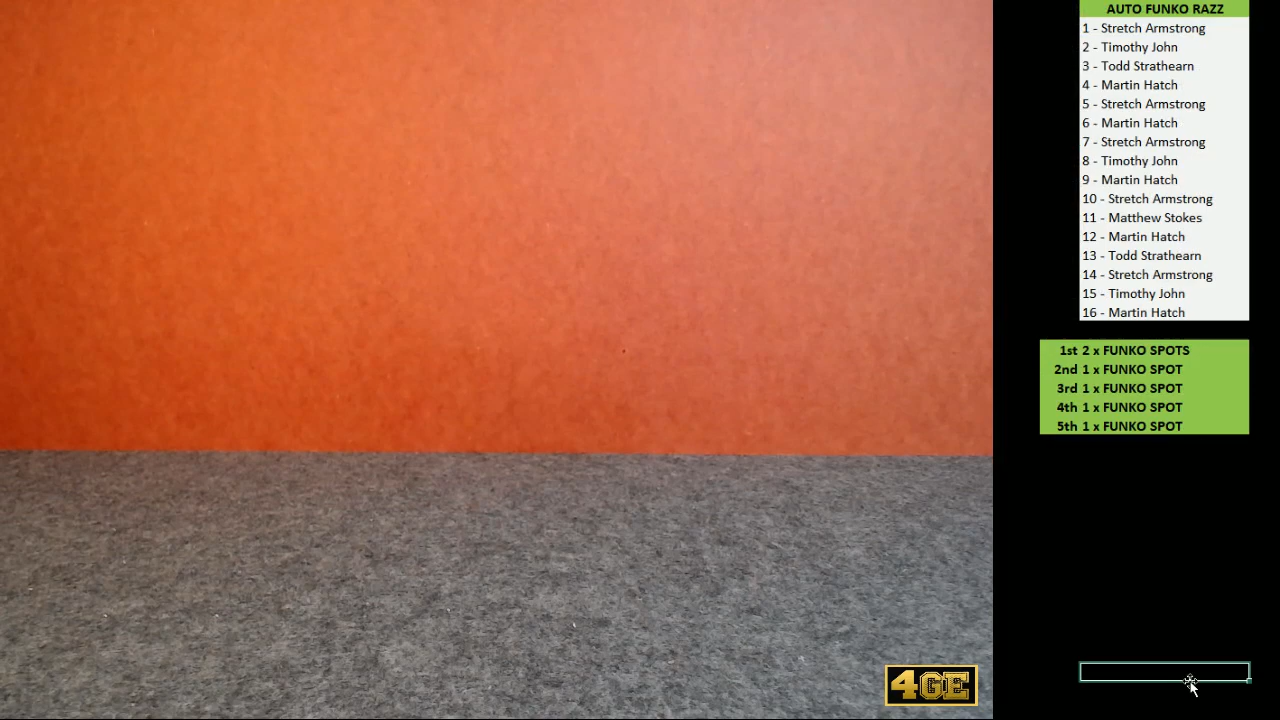 AUTO FUNKO RAZZ
1 - Stretch Armstrong
2 - Timothy John
3 - Todd Strathearn
4 - Martin Hatch
5 - Stretch Armstrong
6 - Martin Hatch
7 - Stretch Armstrong
8 - Timothy John
9 - Martin Hatch
10 - Stretch Armstrong
11 - Matthew Stokes
12 - Martin Hatch
13 - Todd Strathearn
14 - Stretch Armstrong
15 - Timothy John
16 - Martin Hatch
1st 2 x FUNKO SPOTS
2nd 1 x FUNKO SPOT
3rd 1 x FUNKO SPOT
4th 1 x FUNKO SPOT
5th 1 x FUNKO SPOT
4GE